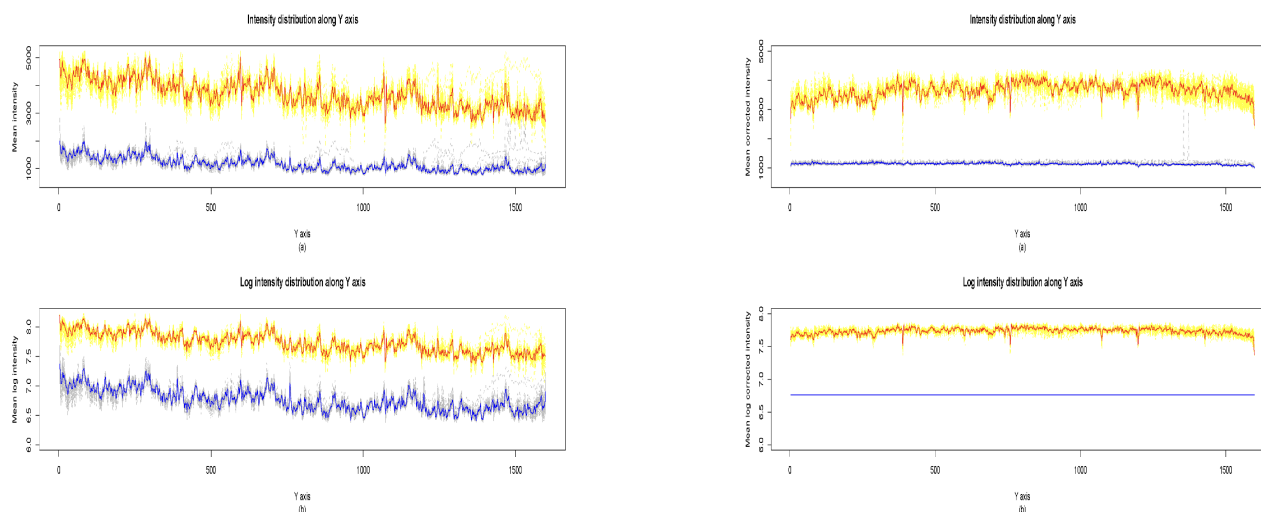 Intensity distribution along Y axis
Mean intensity
5000
3000
1000
0
500
1000
1500
Y axis
(a)
Intensity distribution along Y axis
Mean corrected intensity
5000
3000
1000
0
500
1000
1500
Y axis
(a)
Log intensity distribution along Y axis
Mean log intensity
8.0
7.5
7.0
6.5
6.0
0
500
1000
1500
Y axis
(b)
Log intensity distribution along Y axis
Mean log corrected intensity
8.0
7.5
7.0
6.5
6.0
0
500
1000
1500
Y axis
(b)